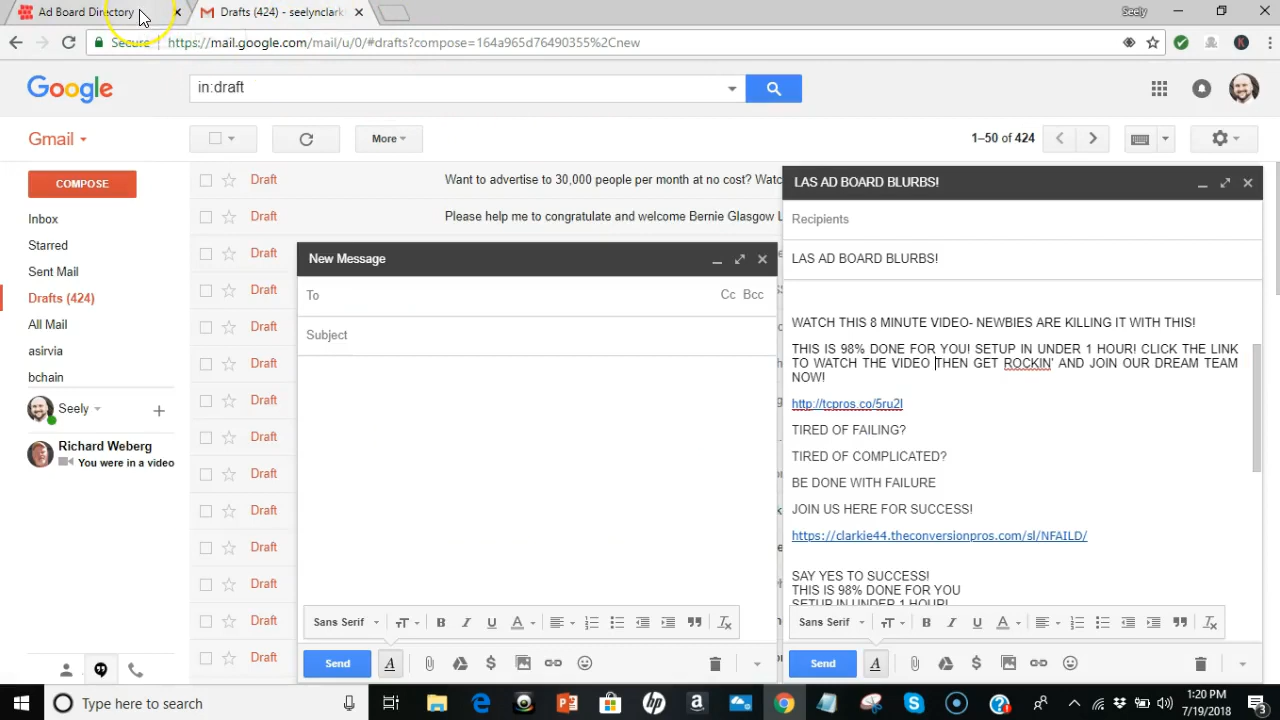 Ad Board Directory
Drafts (424) - seelynclark
Seely
Secure
https://mail.google.com/mail/u/0/#drafts?compose=164a965d76490355%2Cnew
Google
in:draft
Gmail
More
1–50 of 424
COMPOSE
Inbox
Starred
Sent Mail
Drafts (424)
All Mail
asirvia
bchain
Seely
Richard Weberg
You were in a video
Draft
Want to advertise to 30,000 people per month at no cost? Watc
Draft
Please help me to congratulate and welcome Bernie Glasgow L
Draft
Draft
Draft
Draft
Draft
Draft
Draft
Draft
Draft
Draft
Draft
Draft
New Message
To
Cc Bcc
Subject
Sans Serif
Send
LAS AD BOARD BLURBS!
Recipients
LAS AD BOARD BLURBS!
WATCH THIS 8 MINUTE VIDEO- NEWBIES ARE KILLING IT WITH THIS!
THIS IS 98% DONE FOR YOU! SETUP IN UNDER 1 HOUR! CLICK THE LINK
TO WATCH THE VIDEO THEN GET ROCKIN' AND JOIN OUR DREAM TEAM
NOW!
http://tcpros.co/5ru2l
TIRED OF FAILING?
TIRED OF COMPLICATED?
BE DONE WITH FAILURE
JOIN US HERE FOR SUCCESS!
https://clarkie44.theconversionpros.com/sl/NFAILD/
SAY YES TO SUCCESS!
THIS IS 98% DONE FOR YOU
SETUP IN UNDER 1 HOUR!
Sans Serif
Send
Type here to search
1:20 PM
7/19/2018